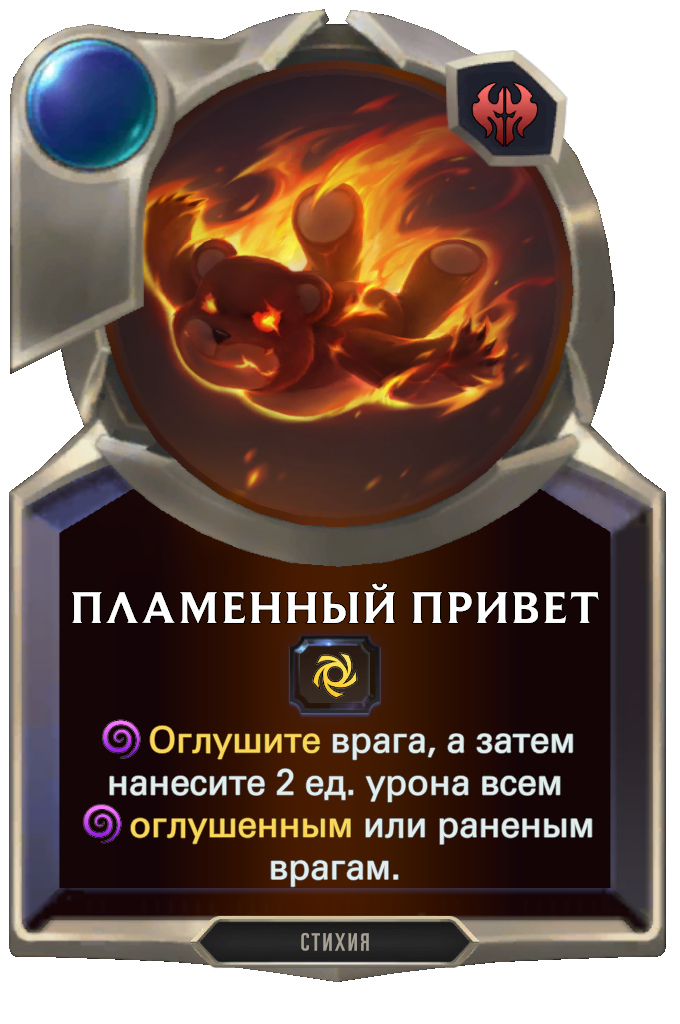 ПЛАМЕННЫЙ ПРИВЕТ
Оглушите врага, а затем
нанесите 2 ед. урона всем
оглушенным или раненым
врагам.
СТИХИЯ